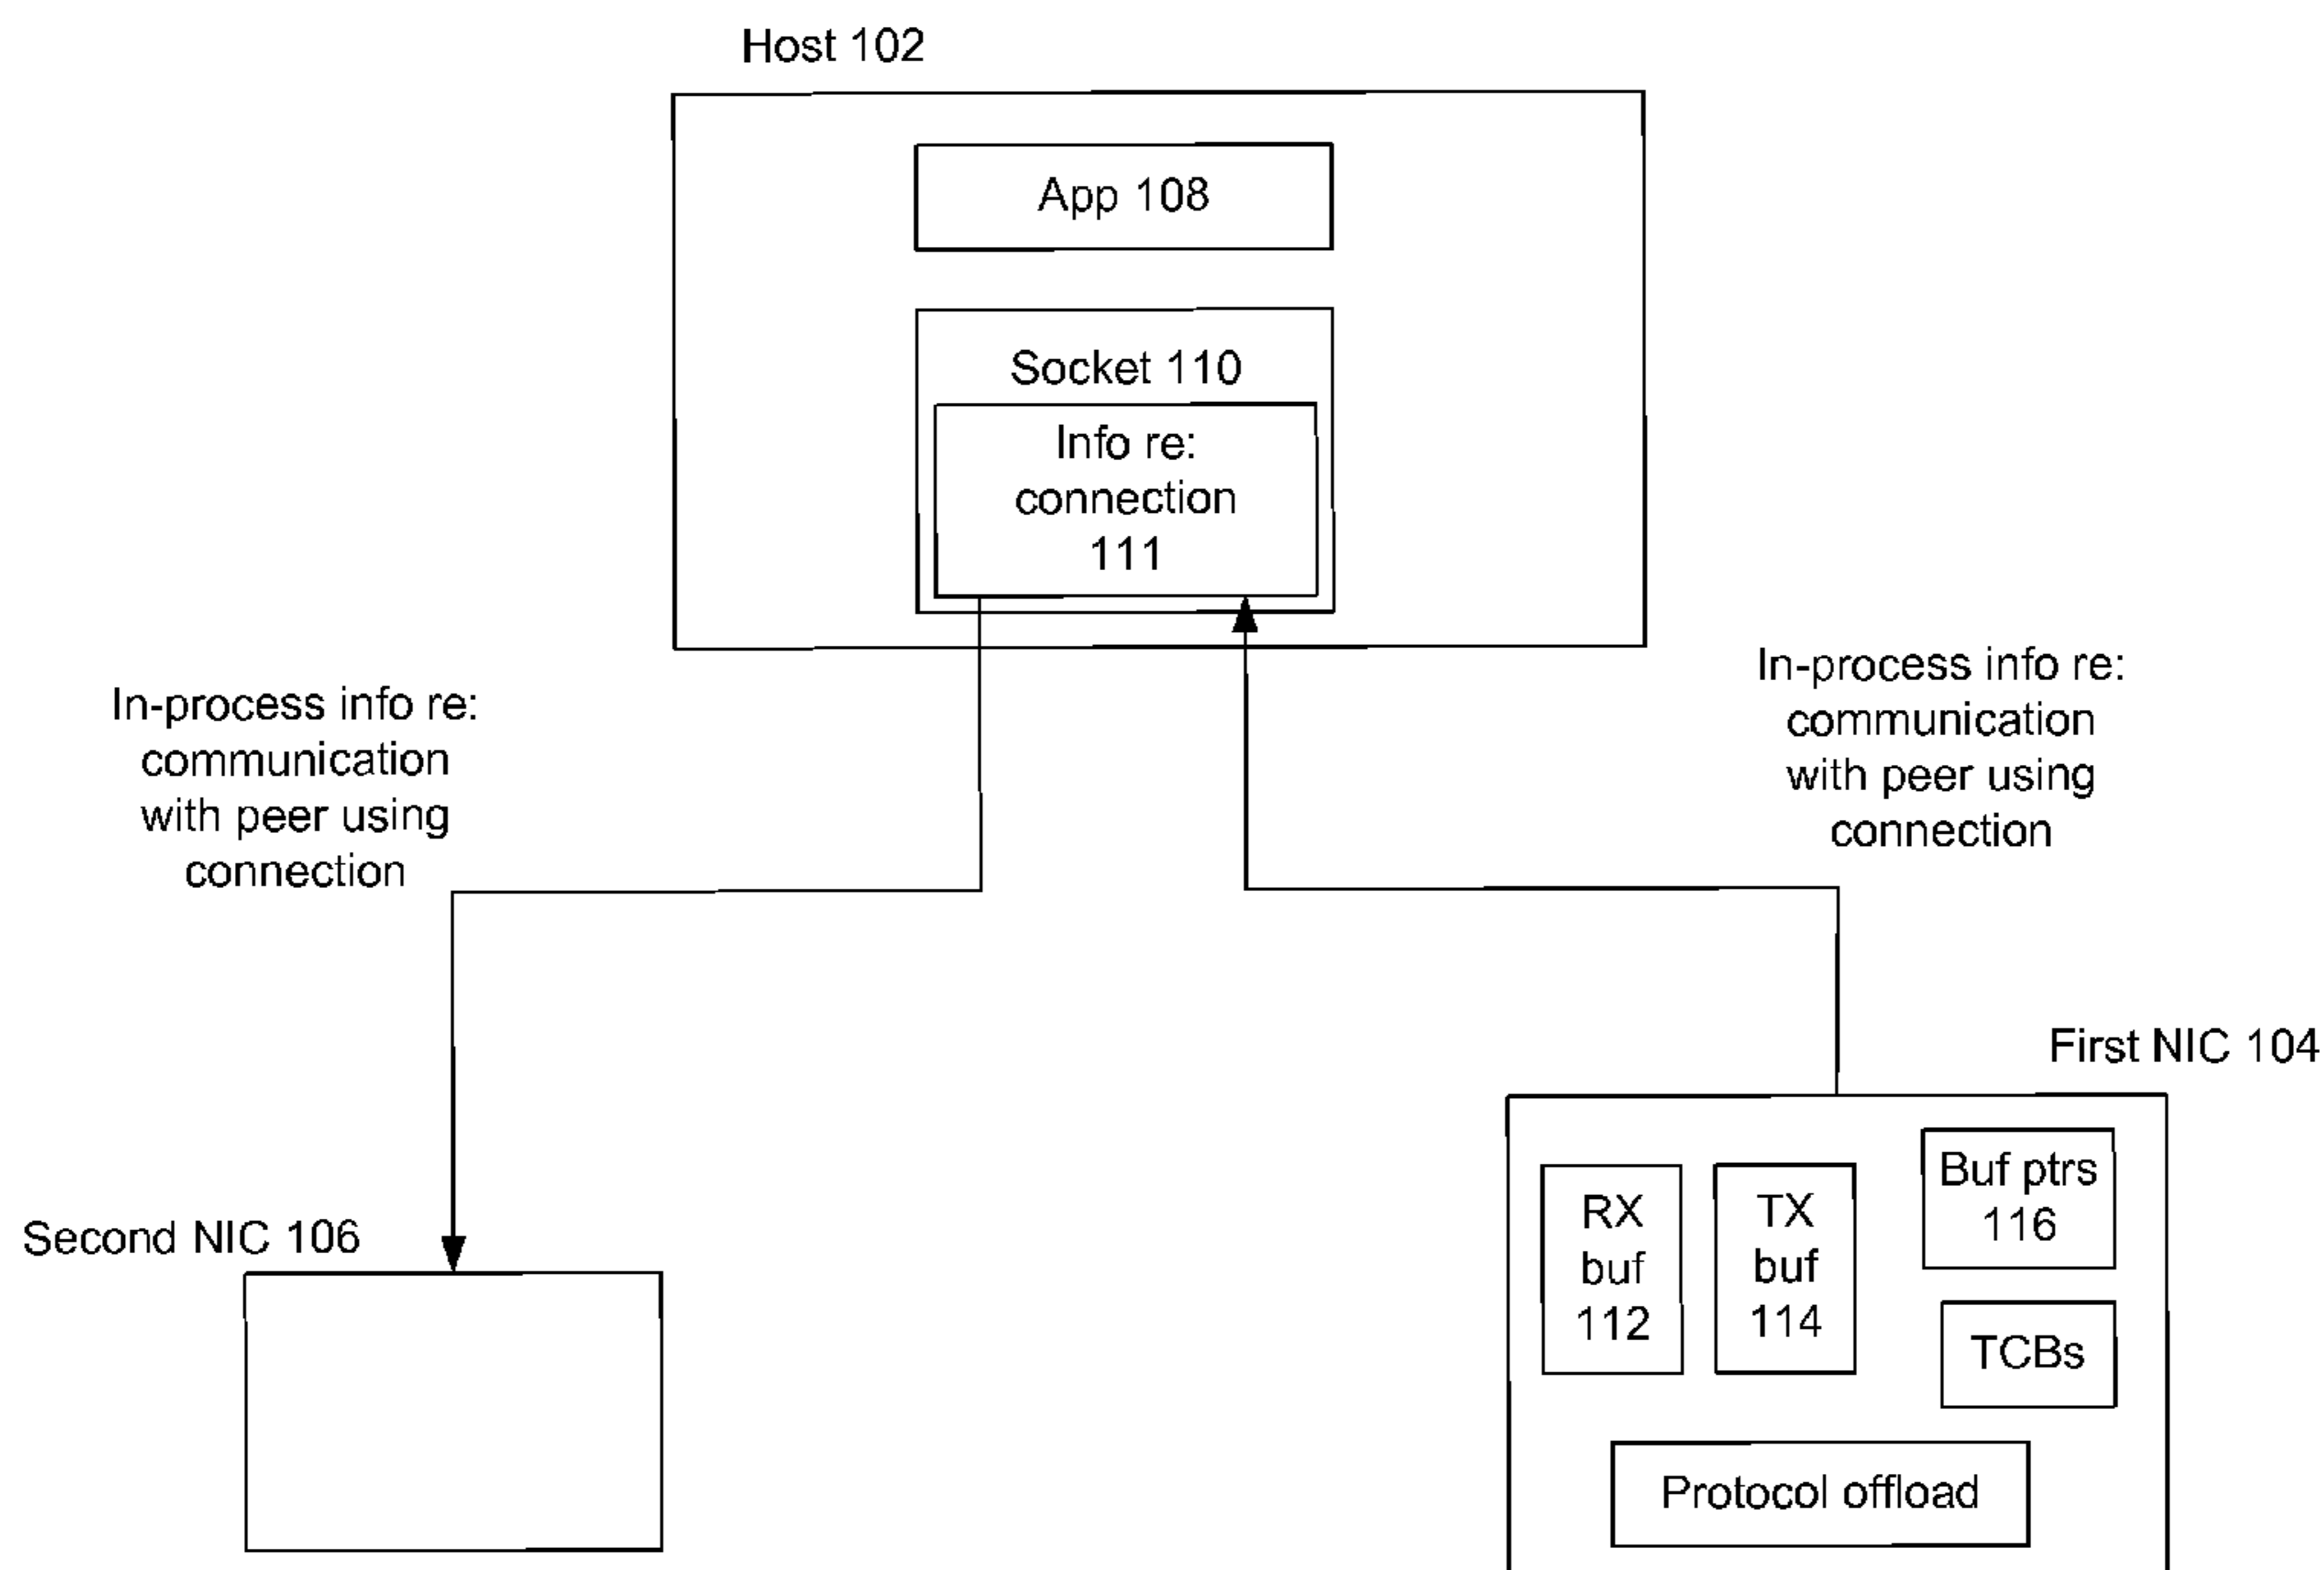 Host 102
App 108
Socket 110
Info re:
connection
111
In-process info re:
communication
with peer using
connection
In-process info re:
communication
with peer using
connection
First NIC 104
Second NIC 106
RX
buf
112
TX
buf
114
Buf ptrs
116
TCBs
Protocol offload